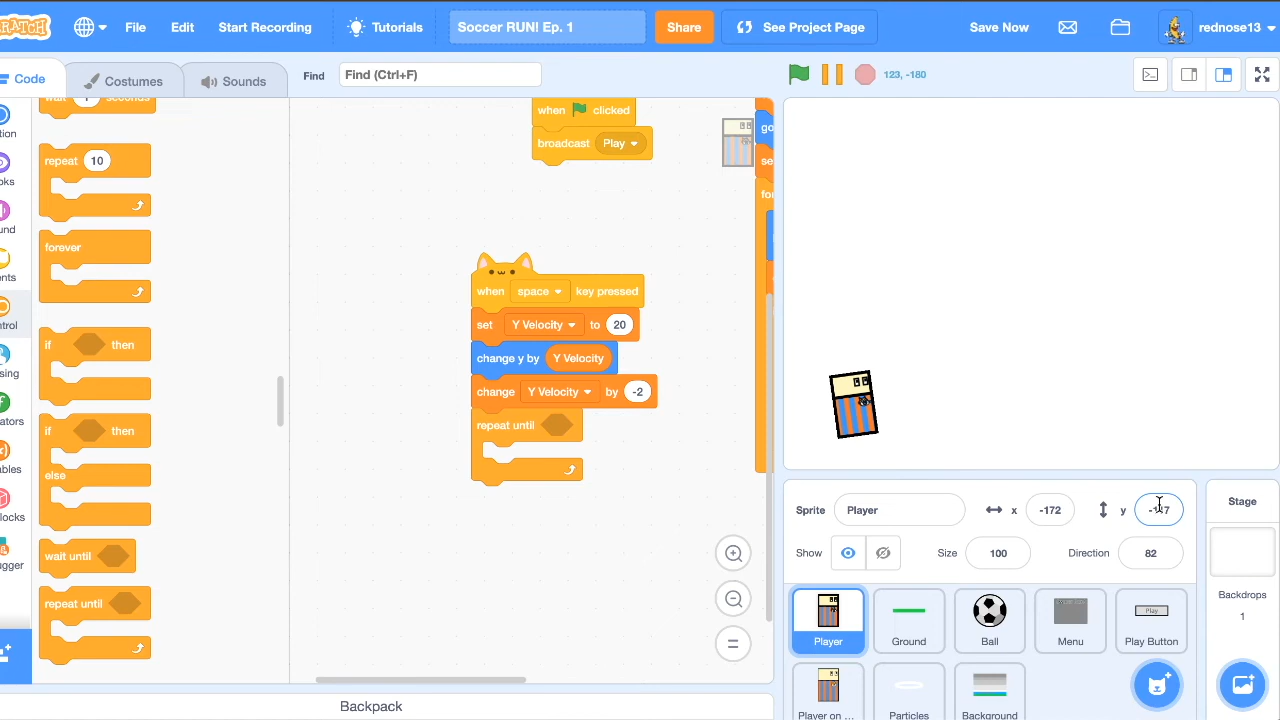 File Edit Start Recording Tutorials Soccer RUN! Ep. 1 Share See Project Page Save Now rednose13
Code Costumes Sounds Find Find (Ctrl+F) 123, -180
repeat 10
forever
if then
if then
else
wait until
repeat until
when clicked
broadcast Play
when space key pressed
set Y Velocity to 20
change y by Y Velocity
change Y Velocity by -2
repeat until
Sprite Player x -172 y
Show Size 100 Direction 82
Player Ground Ball Menu Play Button
Player on ... Particles Background
Stage
Backdrops
1
Backpack